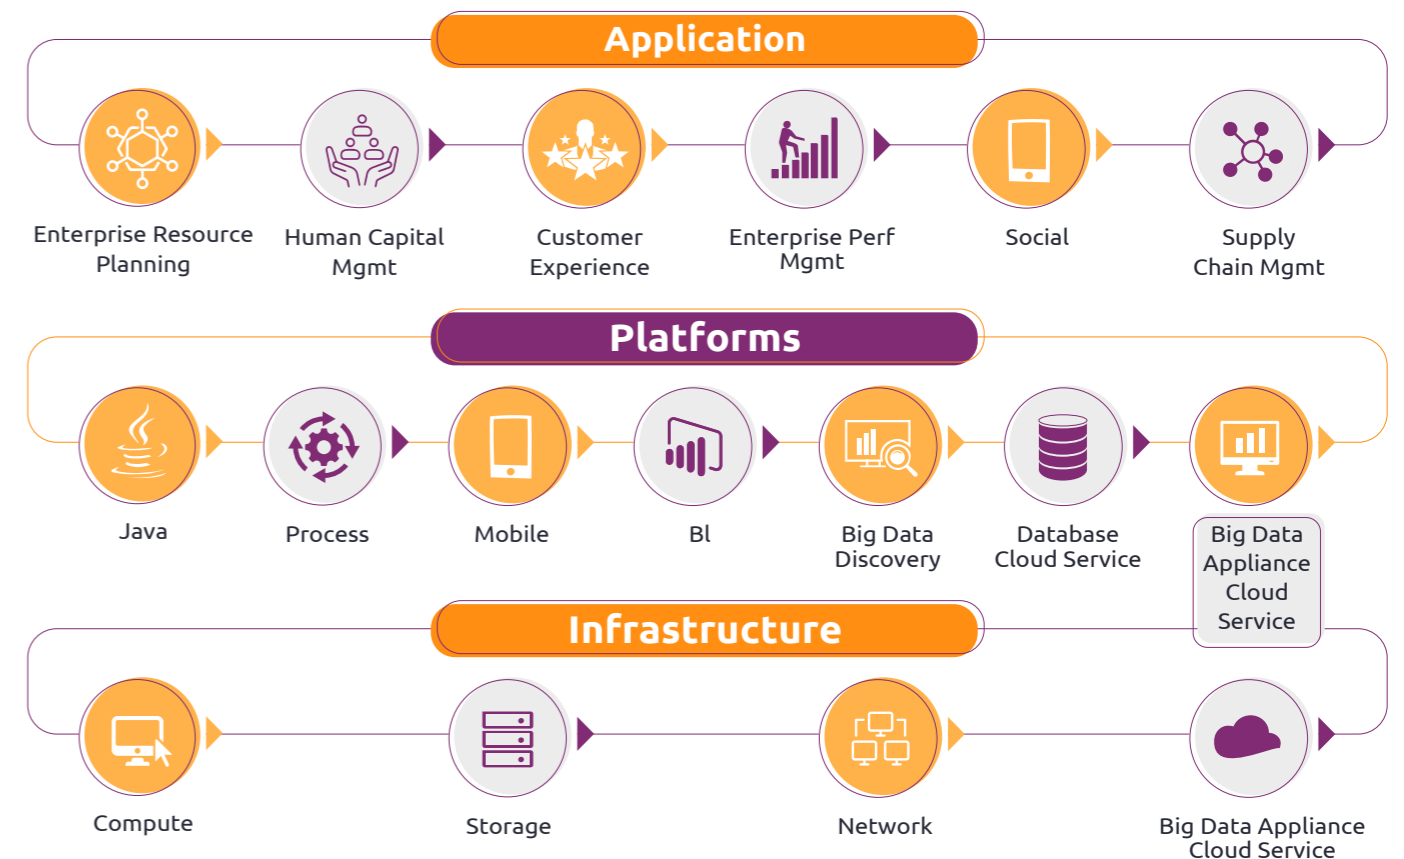 Application
Enterprise Resource
Planning
Human Capital
Mgmt
Customer
Experience
Enterprise Perf
Mgmt
Social
Supply
Chain Mgmt
Platforms
Java
Process
Mobile
Bl
Big Data
Discovery
Database
Cloud Service
Big Data
Appliance
Cloud
Service
Infrastructure
Compute
Storage
Network
Big Data Appliance
Cloud Service